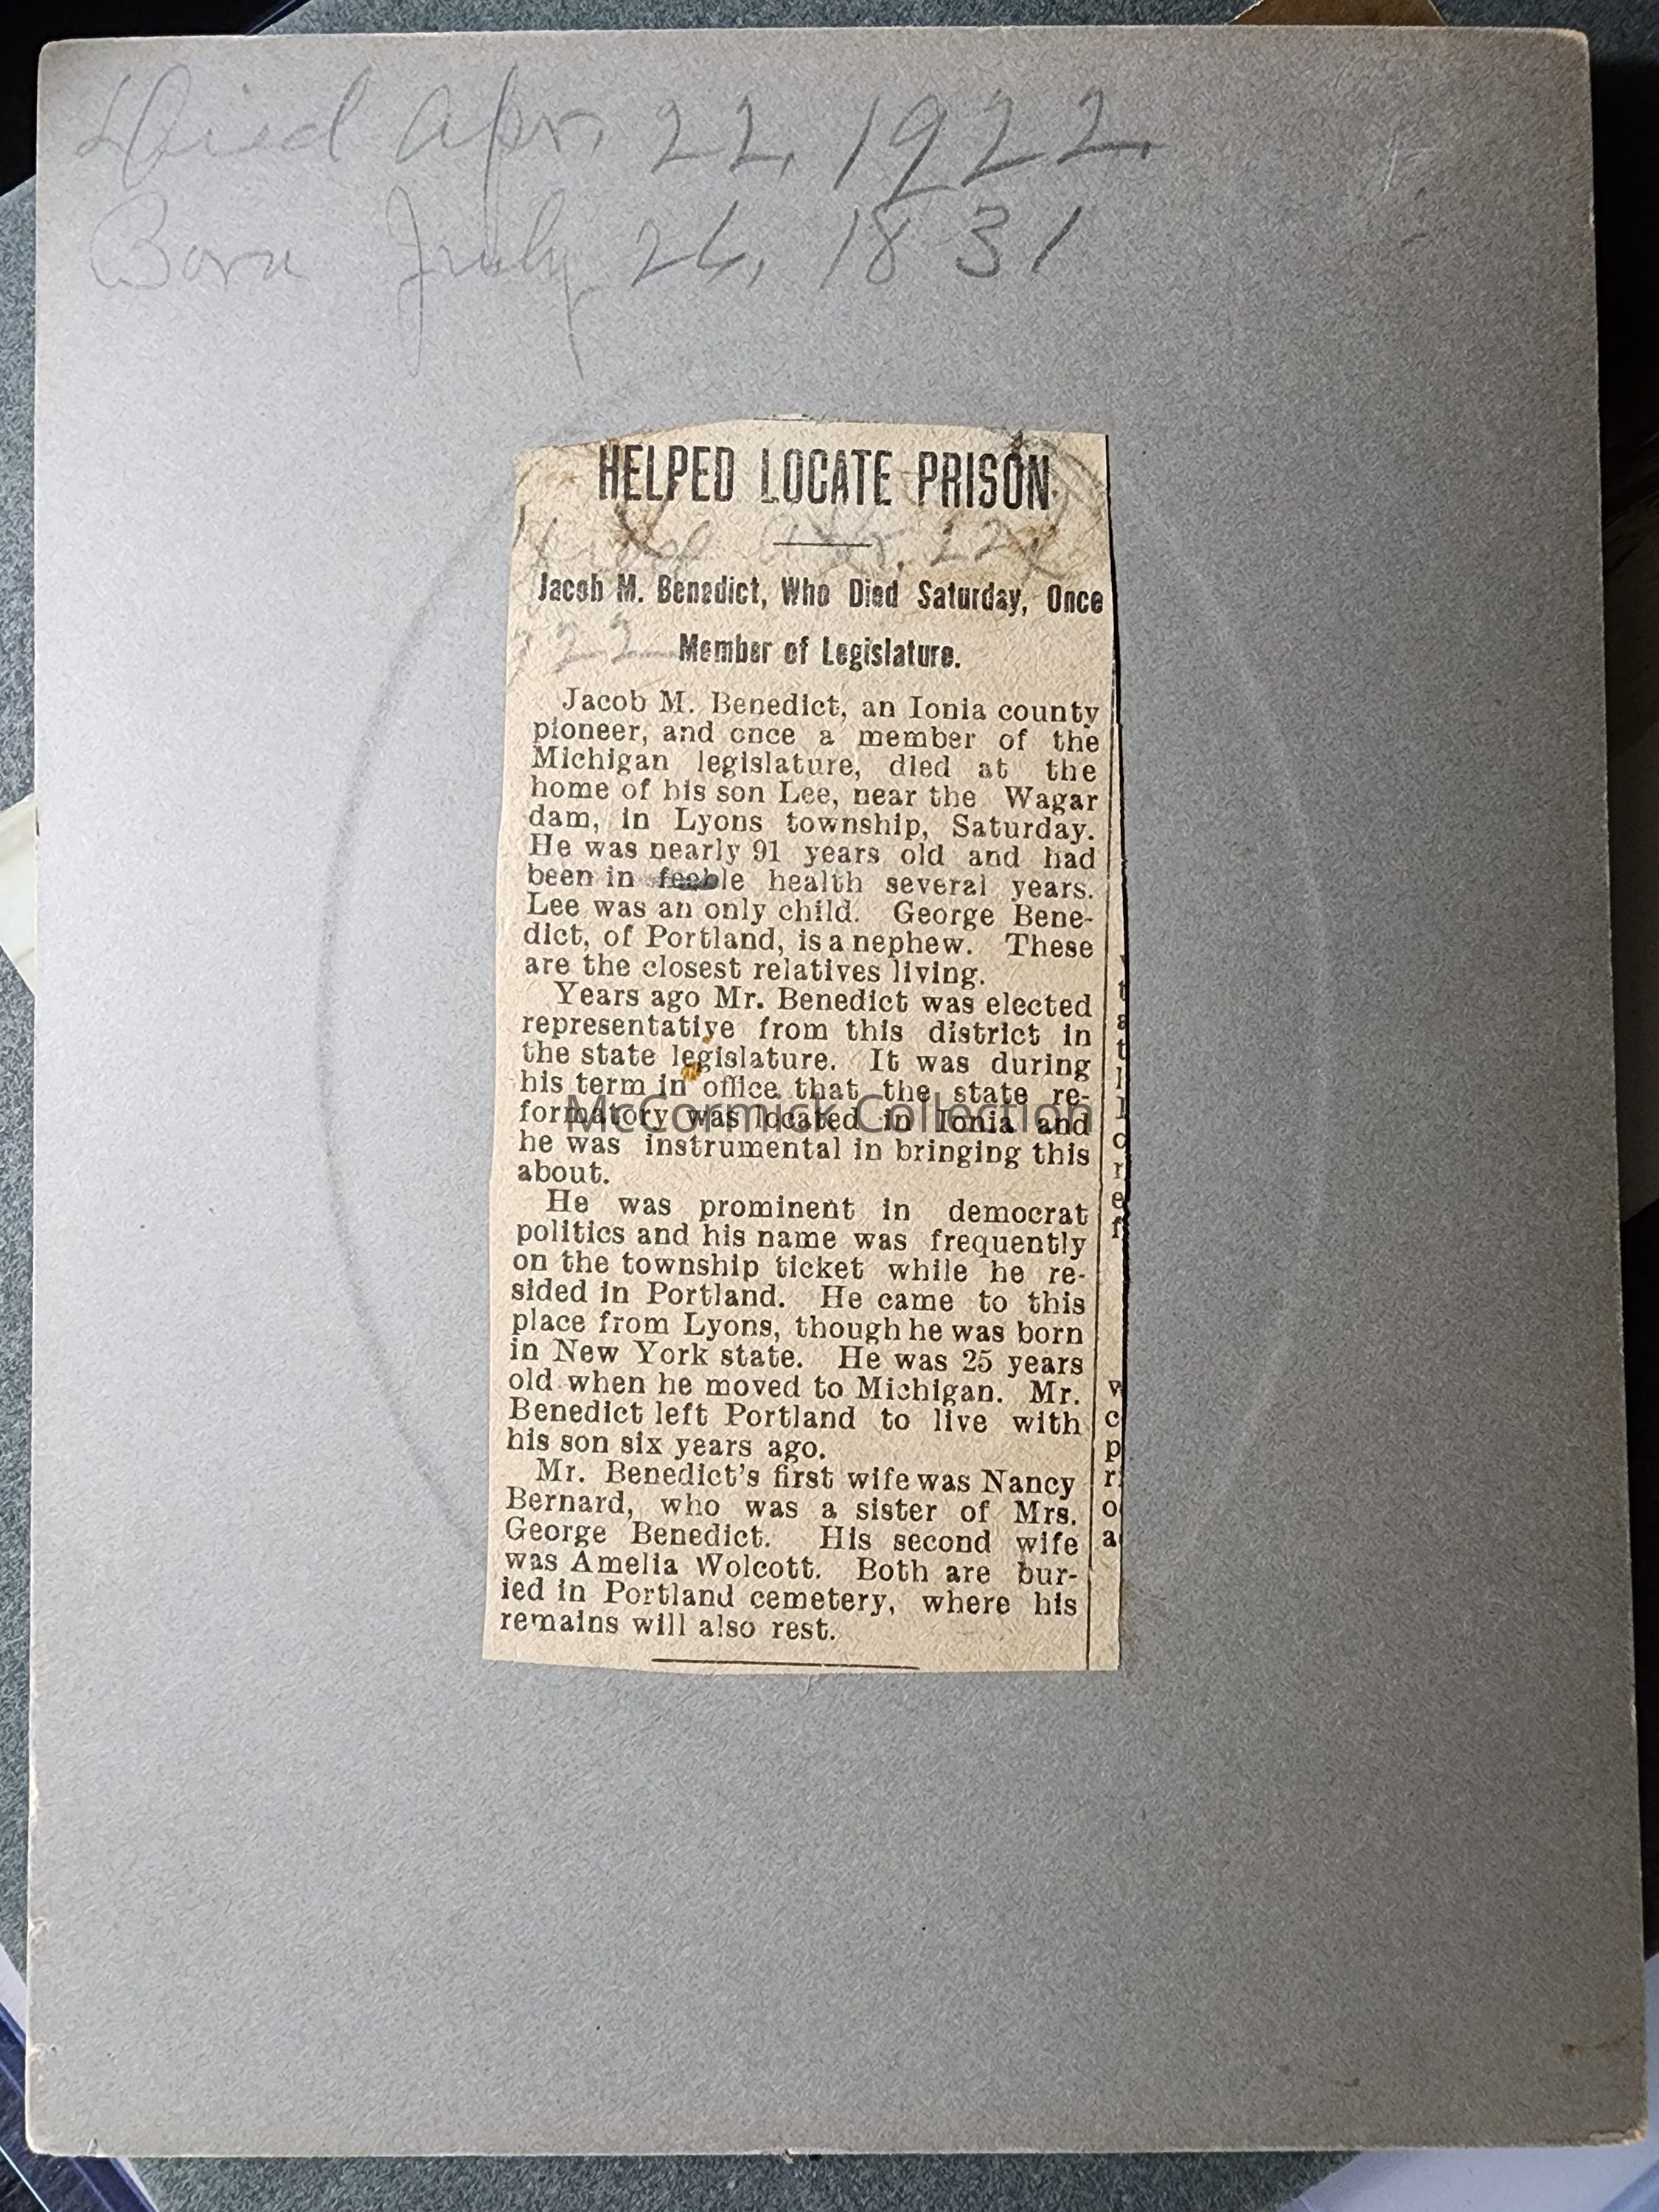 Died Apr. 22, 1922.
Born July 26, 1831
HELPED LOCATE PRISON
Died Apr. 22
1922
Jacob M. Benedict, Who Died Saturday, Once
Member of Legislature.
Jacob M. Benedict, an Ionia county
pioneer, and once a member of the
Michigan legislature, died at the
home of his son Lee, near the Wagar
dam, in Lyons township, Saturday.
He was nearly 91 years old and had
been in feeble health several years.
Lee was an only child. George Bene-
dict, of Portland, is a nephew. These
are the closest relatives living.
Years ago Mr. Benedict was elected
representative from this district in
the state legislature. It was during
his term in office that the state re-
formatory was located in Ionia and
he was instrumental in bringing this
about.
He was prominent in democrat
politics and his name was frequently
on the township ticket while he re-
sided in Portland. He came to this
place from Lyons, though he was born
in New York state. He was 25 years
old when he moved to Michigan. Mr.
Benedict left Portland to live with
his son six years ago.
Mr. Benedict's first wife was Nancy
Bernard, who was a sister of Mrs.
George Benedict. His second wife
was Amelia Wolcott. Both are bur-
ied in Portland cemetery, where his
remains will also rest.
McCormick Collection